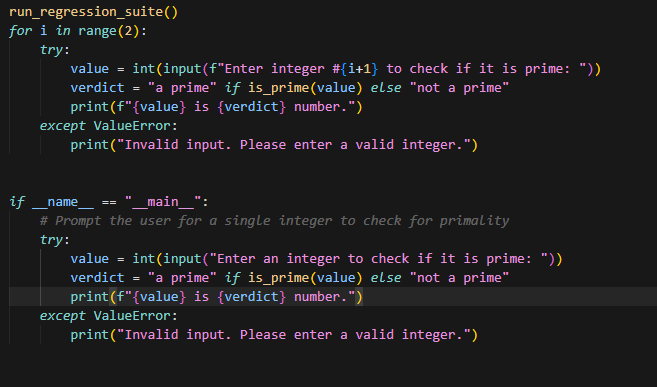 run_regression_suite()
for i in range(2):
    try:
        value = int(input(f"Enter integer #{i+1} to check if it is prime: "))
        verdict = "a prime" if is_prime(value) else "not a prime"
        print(f"{value} is {verdict} number.")
    except ValueError:
        print("Invalid input. Please enter a valid integer.")
if __name__ == "__main__":
    # Prompt the user for a single integer to check for primality
    try:
        value = int(input("Enter an integer to check if it is prime: "))
        verdict = "a prime" if is_prime(value) else "not a prime"
        print(f"{value} is {verdict} number.")
    except ValueError:
        print("Invalid input. Please enter a valid integer.")